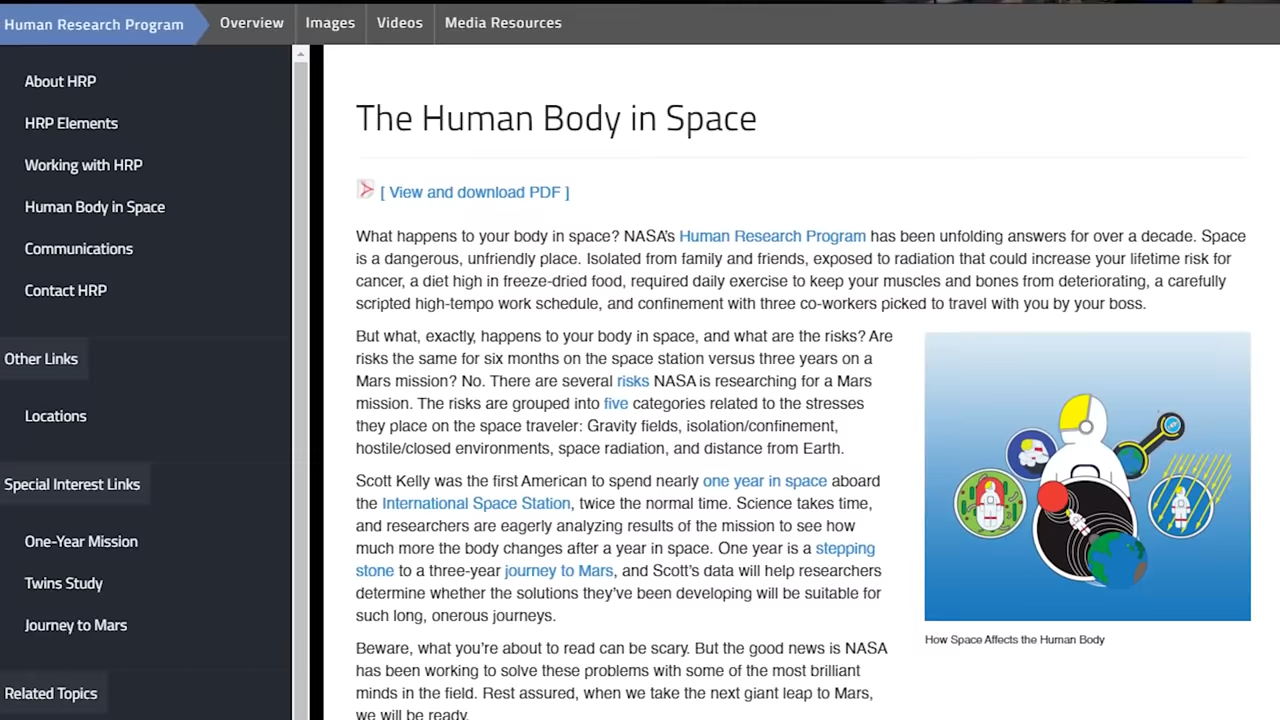 Human Research Program
Overview
Images
Videos
Media Resources
About HRP
HRP Elements
Working with HRP
Human Body in Space
Communications
Contact HRP
Other Links
Locations
Special Interest Links
One-Year Mission
Twins Study
Journey to Mars
Related Topics
The Human Body in Space
[ View and download PDF ]
What happens to your body in space? NASA's Human Research Program has been unfolding answers for over a decade. Space
is a dangerous, unfriendly place. Isolated from family and friends, exposed to radiation that could increase your lifetime risk for
cancer, a diet high in freeze-dried food, required daily exercise to keep your muscles and bones from deteriorating, a carefully
scripted high-tempo work schedule, and confinement with three co-workers picked to travel with you by your boss.
But what, exactly, happens to your body in space, and what are the risks? Are
risks the same for six months on the space station versus three years on a
Mars mission? No. There are several risks NASA is researching for a Mars
mission. The risks are grouped into five categories related to the stresses
they place on the space traveler: Gravity fields, isolation/confinement,
hostile/closed environments, space radiation, and distance from Earth.
Scott Kelly was the first American to spend nearly one year in space aboard
the International Space Station, twice the normal time. Science takes time,
and researchers are eagerly analyzing results of the mission to see how
much more the body changes after a year in space. One year is a stepping
stone to a three-year journey to Mars, and Scott's data will help researchers
determine whether the solutions they've been developing will be suitable for
such long, onerous journeys.
Beware, what you're about to read can be scary. But the good news is NASA
has been working to solve these problems with some of the most brilliant
minds in the field. Rest assured, when we take the next giant leap to Mars,
we will be ready.
How Space Affects the Human Body